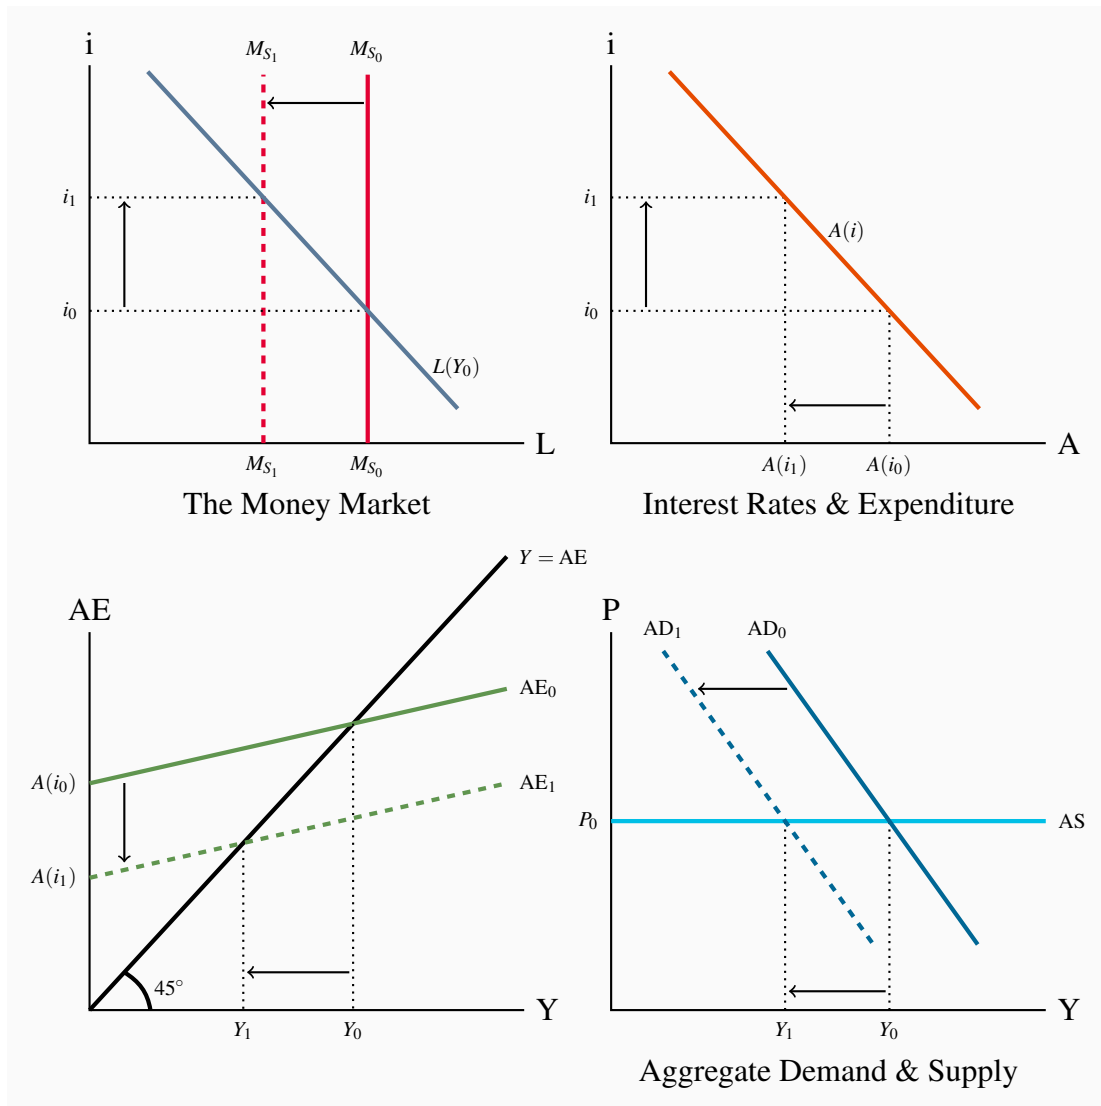 i
M_{S_1}
M_{S_0}
i_1
i_0
L(Y_0)
L
M_{S_1}
M_{S_0}
The Money Market
i
i_1
A(i)
i_0
A
A(i_1)
A(i_0)
Interest Rates & Expenditure
Y = AE
AE
AE_0
A(i_0)
AE_1
A(i_1)
45°
Y
Y_1
Y_0
P
AD_1
AD_0
P_0
AS
Y
Y_1
Y_0
Aggregate Demand & Supply